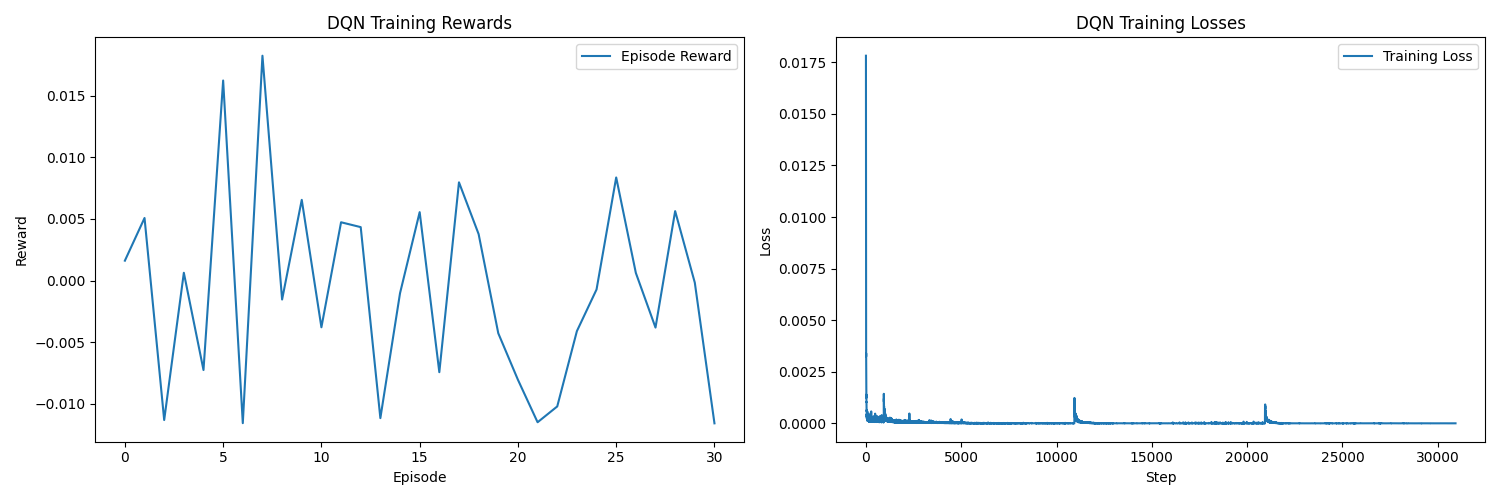 DQN Training Rewards
Episode Reward
0.015
0.010
0.005
0.000
−0.005
−0.010
Reward
0 5 10 15 20 25 30
Episode
DQN Training Losses
Training Loss
0.0175
0.0150
0.0125
0.0100
0.0075
0.0050
0.0025
0.0000
Loss
0 5000 10000 15000 20000 25000 30000
Step